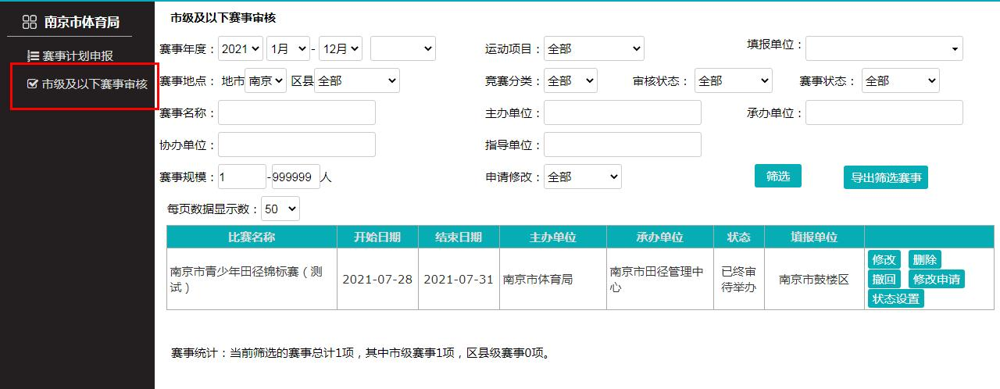 南京市体育局
赛事计划申报
市级及以下赛事审核
市级及以下赛事审核
赛事年度： 2021 1月 - 12月 运动项目： 全部 填报单位：
赛事地点： 地市 南京 区县 全部 竞赛分类： 全部 审核状态： 全部 赛事状态： 全部
赛事名称： 主办单位： 承办单位：
协办单位： 指导单位：
赛事规模： 1 - 999999 人 申请修改： 全部 筛选 导出筛选赛事
每页数据显示数： 50
比赛名称 开始日期 结束日期 主办单位 承办单位 状态 填报单位
南京市青少年田径锦标赛（测
试） 2021-07-28 2021-07-31 南京市体育局 南京市田径管理中
心 已终审
待举办 南京市鼓楼区 修改 删除
撤回 修改申请
状态设置
赛事统计：当前筛选的赛事总计1项，其中市级赛事1项，区县级赛事0项。